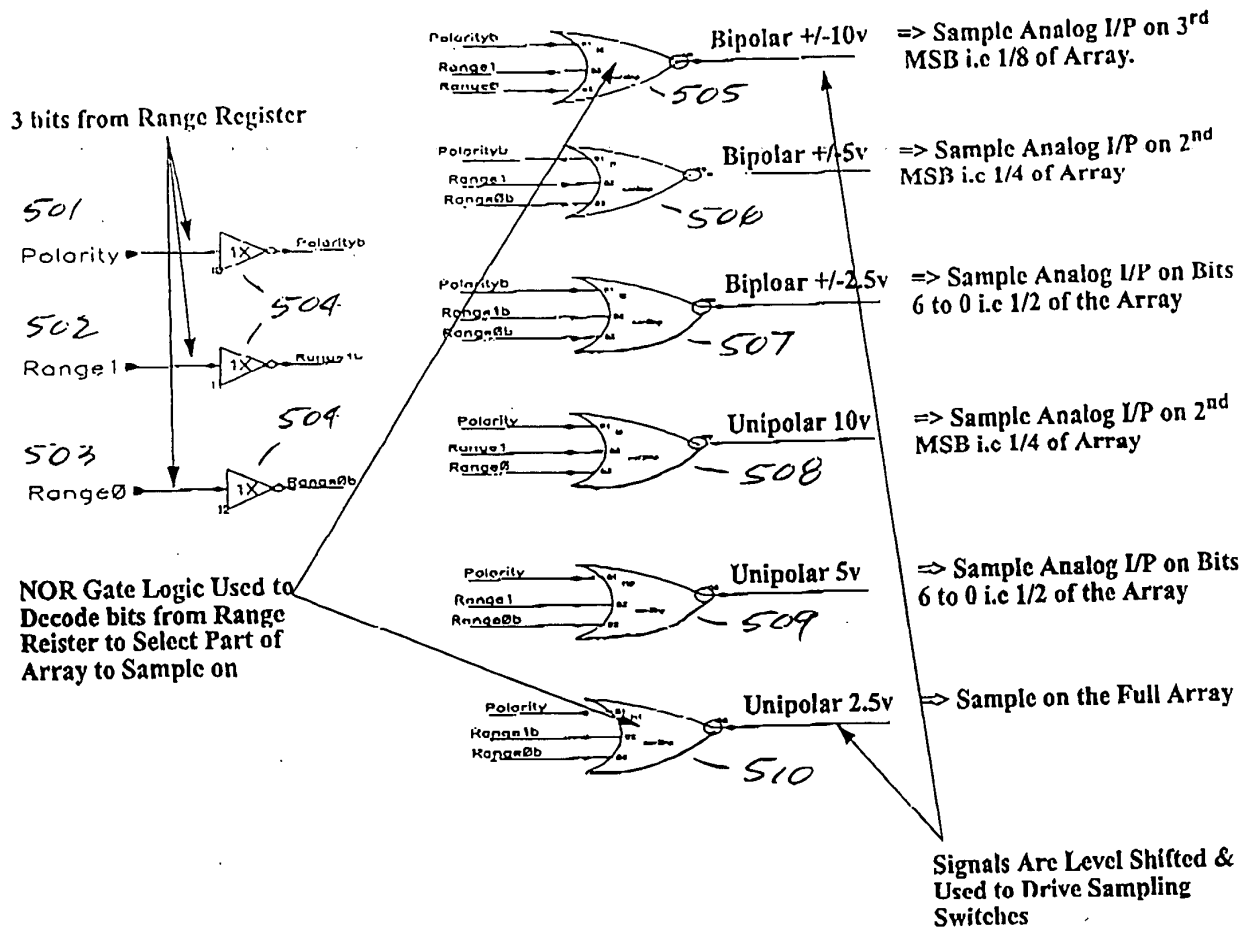 3 bits from Range Register
501
Polarity
1X
Polarityb
504
502
Range1
1X
504
503
Range0
1X
12
Range0b
NOR Gate Logic Used to
Decode bits from Range
Reister to Select Part of
Array to Sample on
Polarityb
Range1
Range0
505
Bipolar +/-10v
=> Sample Analog I/P on 3rd
MSB i.e 1/8 of Array.
Polarityb
Range1
Range0b
506
Bipolar +/-5v
=> Sample Analog I/P on 2nd
MSB i.e 1/4 of Array
Polarityb
Range1b
Range0b
507
Biploar +/-2.5v
=> Sample Analog I/P on Bits
6 to 0 i.e 1/2 of the Array
Polarity
Range1
Range0
508
Unipolar 10v
=> Sample Analog I/P on 2nd
MSB i.e 1/4 of Array
Polarity
Range1
Range0b
509
Unipolar 5v
=> Sample Analog I/P on Bits
6 to 0 i.e 1/2 of the Array
Polarity
Range1b
Range0b
510
Unipolar 2.5v
=> Sample on the Full Array
Signals Are Level Shifted &
Used to Drive Sampling
Switches